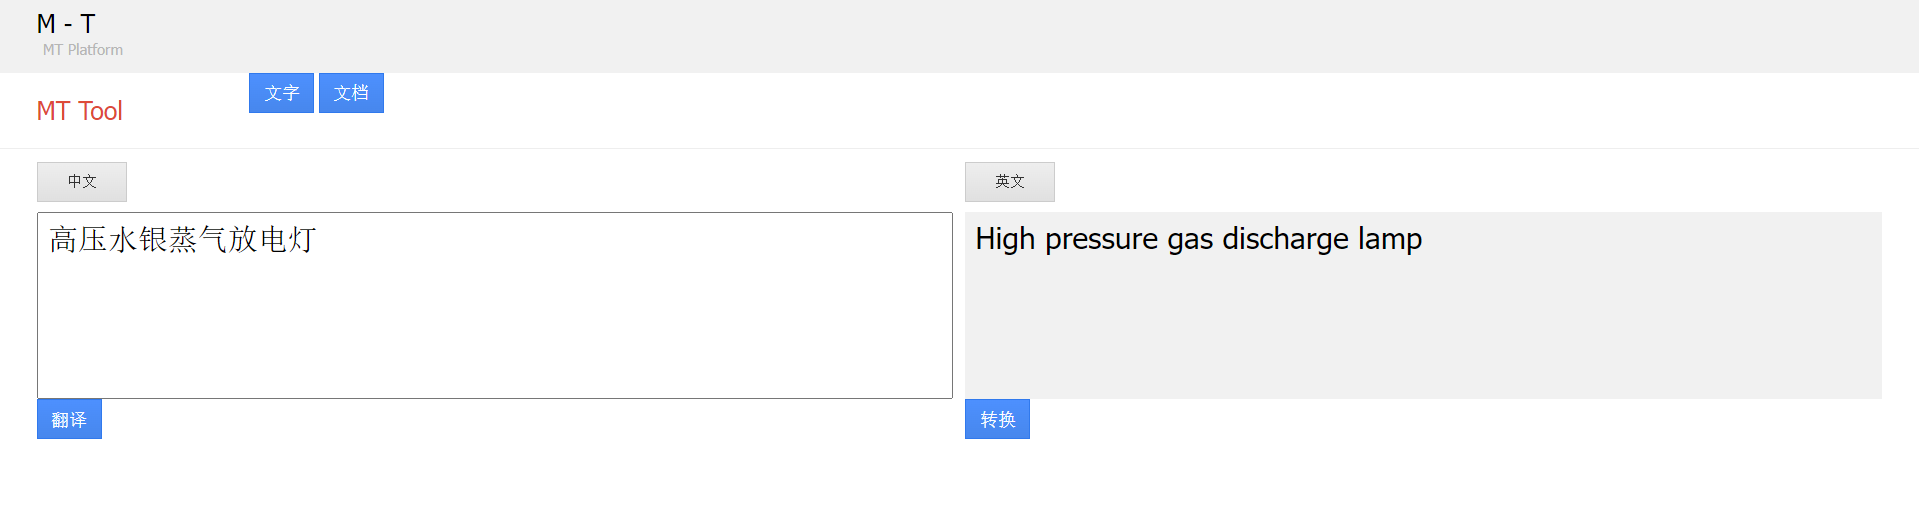 M - T
MT Platform
MT Tool
文字 文档
中文
英文
高压水银蒸气放电灯
High pressure gas discharge lamp
翻译
转换